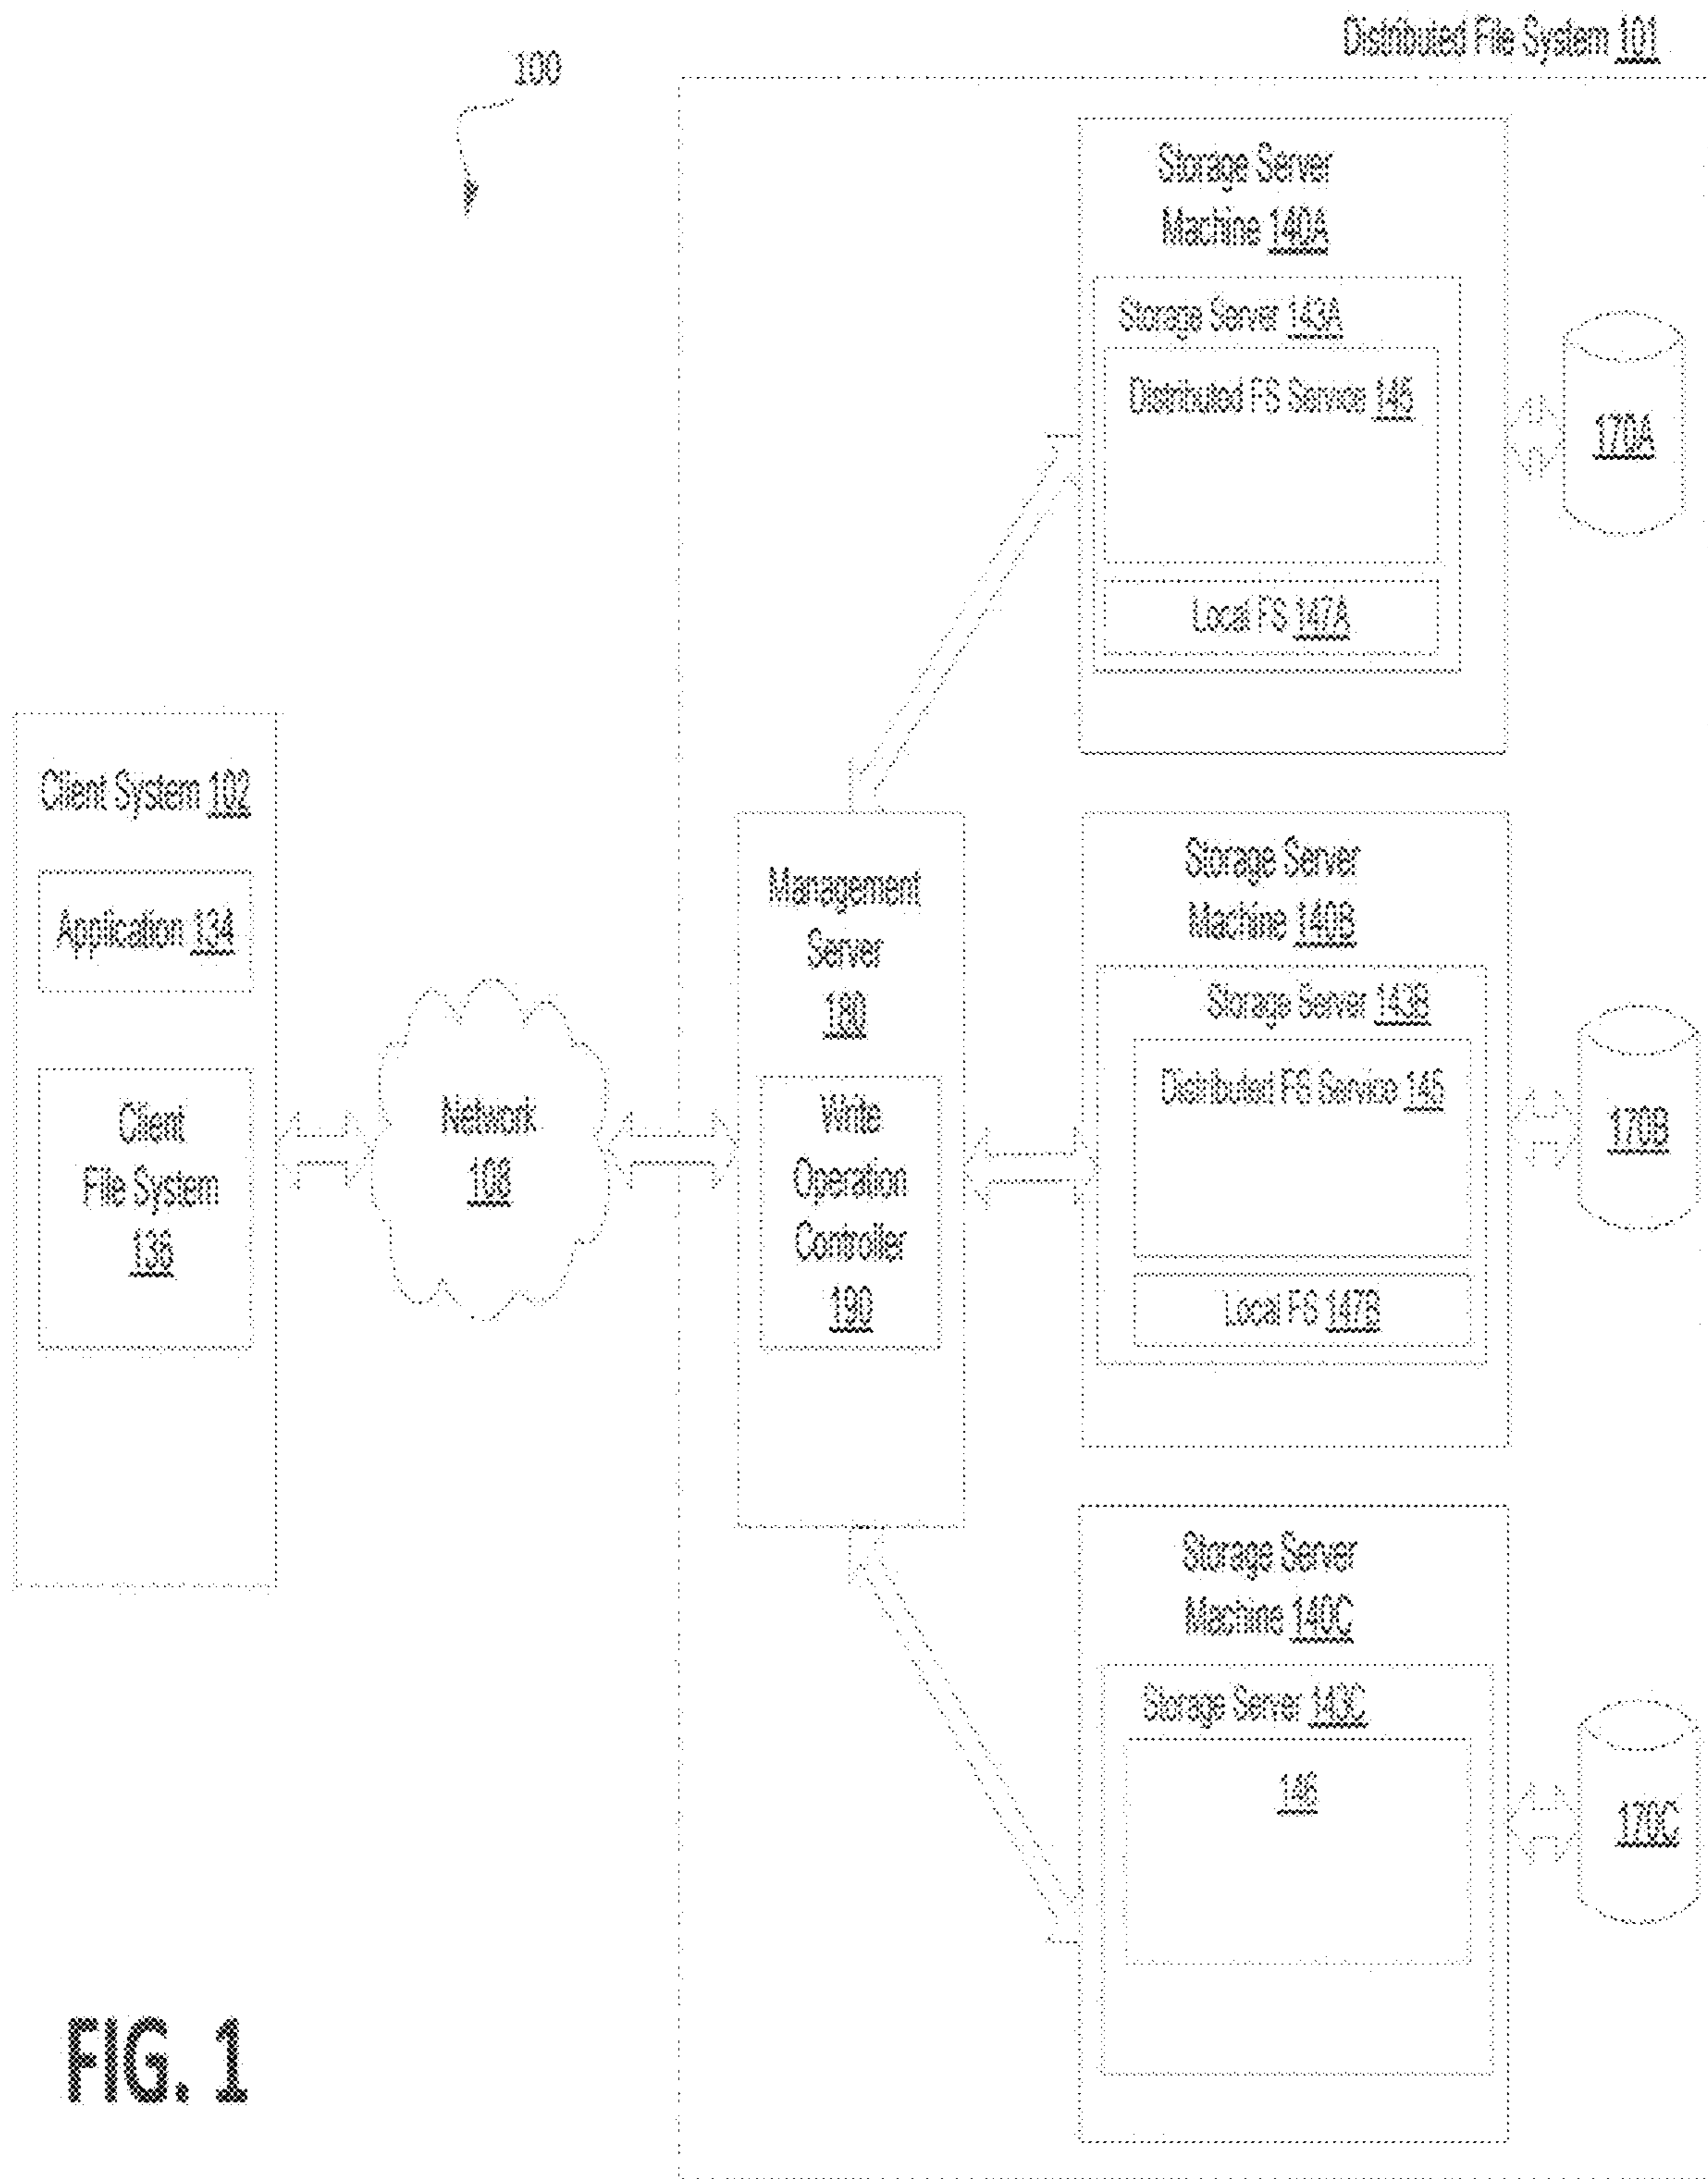 Distributed File System 101
100
Storage Server
Machine 140A
Storage Server 143A
Distributed FS Service 145
170A
Local FS 147A
Client System 102
Application 134
Client
File System
136
Network
108
Management
Server
180
Write
Operation
Controller
190
Storage Server
Machine 140B
Storage Server 143B
Distributed FS Service 145
170B
Local FS 147B
Storage Server
Machine 140C
Storage Server 143C
145
170C
FIG. 1